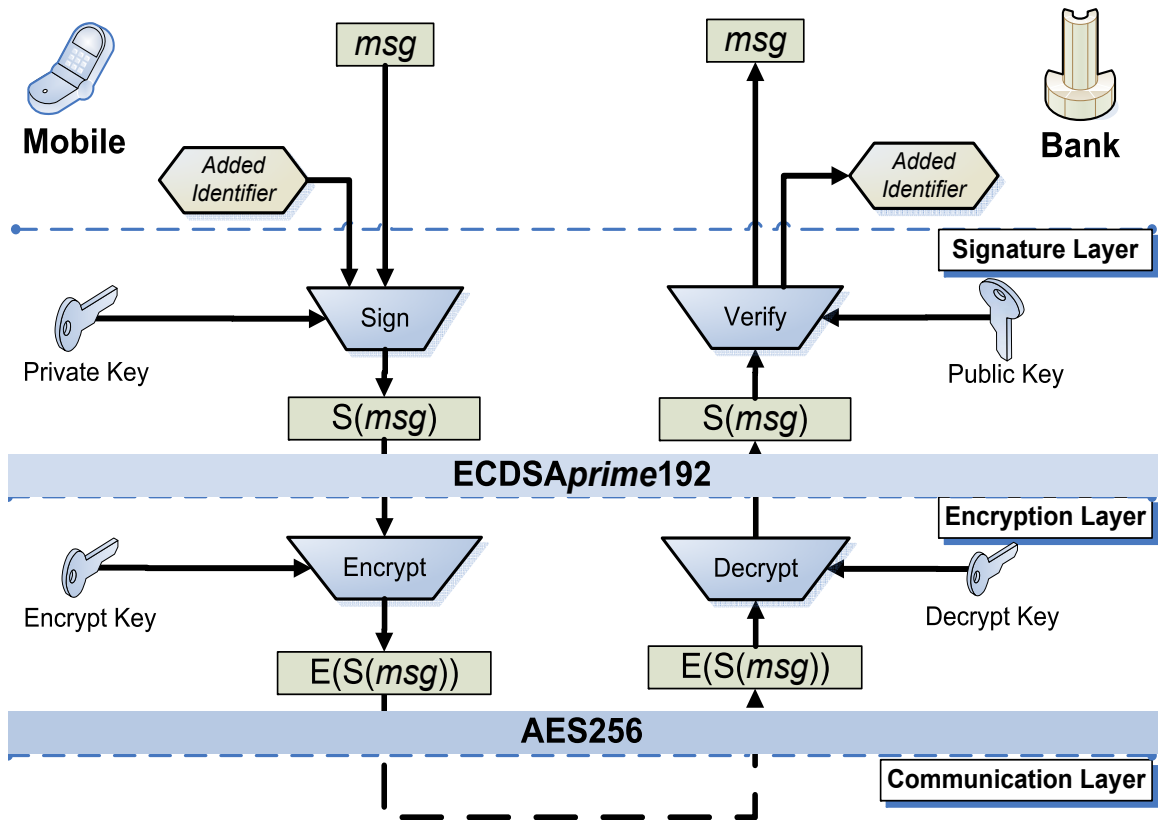 msg
msg
Mobile
Bank
Added
Identifier
Added
Identifier
Signature Layer
Sign
Verify
Private Key
Public Key
S(msg)
S(msg)
ECDSAprime192
Encryption Layer
Encrypt
Decrypt
Encrypt Key
Decrypt Key
E(S(msg))
E(S(msg))
AES256
Communication Layer